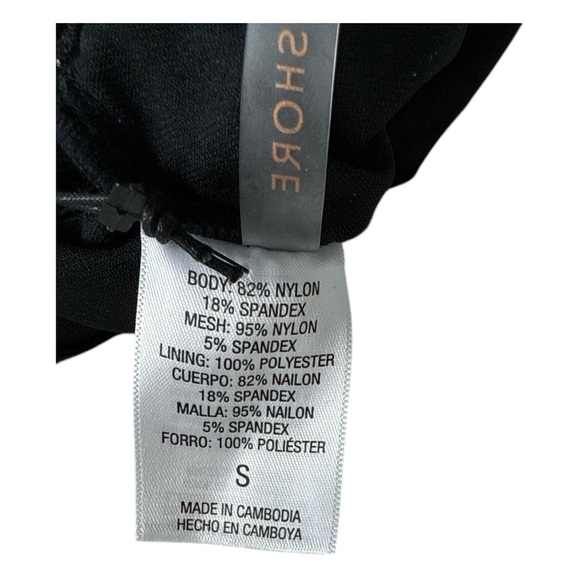 SHORE
BODY: 82% NYLON
18% SPANDEX
MESH: 95% NYLON
5% SPANDEX
LINING: 100% POLYESTER
CUERPO: 82% NAILON
18% SPANDEX
MALLA: 95% NAILON
5% SPANDEX
FORRO: 100% POLIÉSTER
S
MADE IN CAMBODIA
HECHO EN CAMBOYA